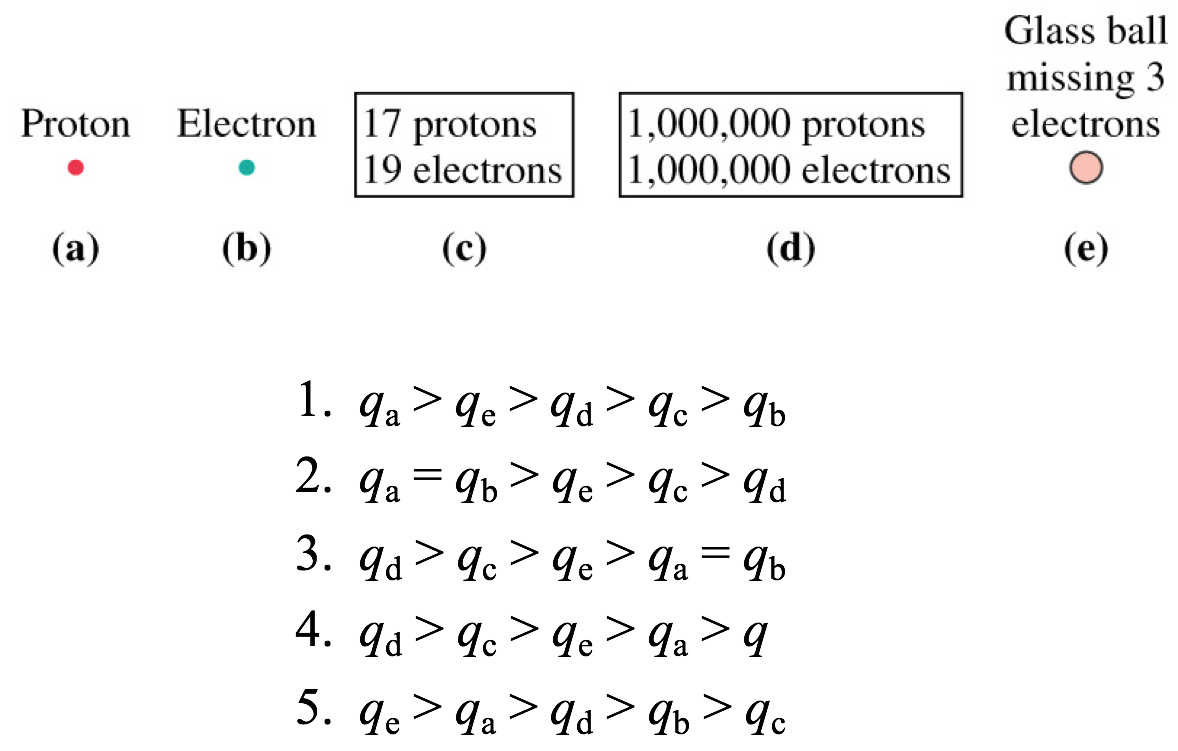 Glass ball
missing 3
electrons
Proton
Electron
17 protons
19 electrons
1,000,000 protons
1,000,000 electrons
(a) (b) (c) (d) (e)
1. qa > qe > qd > qc > qb
2. qa = qb > qe > qc > qd
3. qd > qc > qe > qa = qb
4. qd > qc > qe > qa > q
5. qe > qa > qd > qb > qc